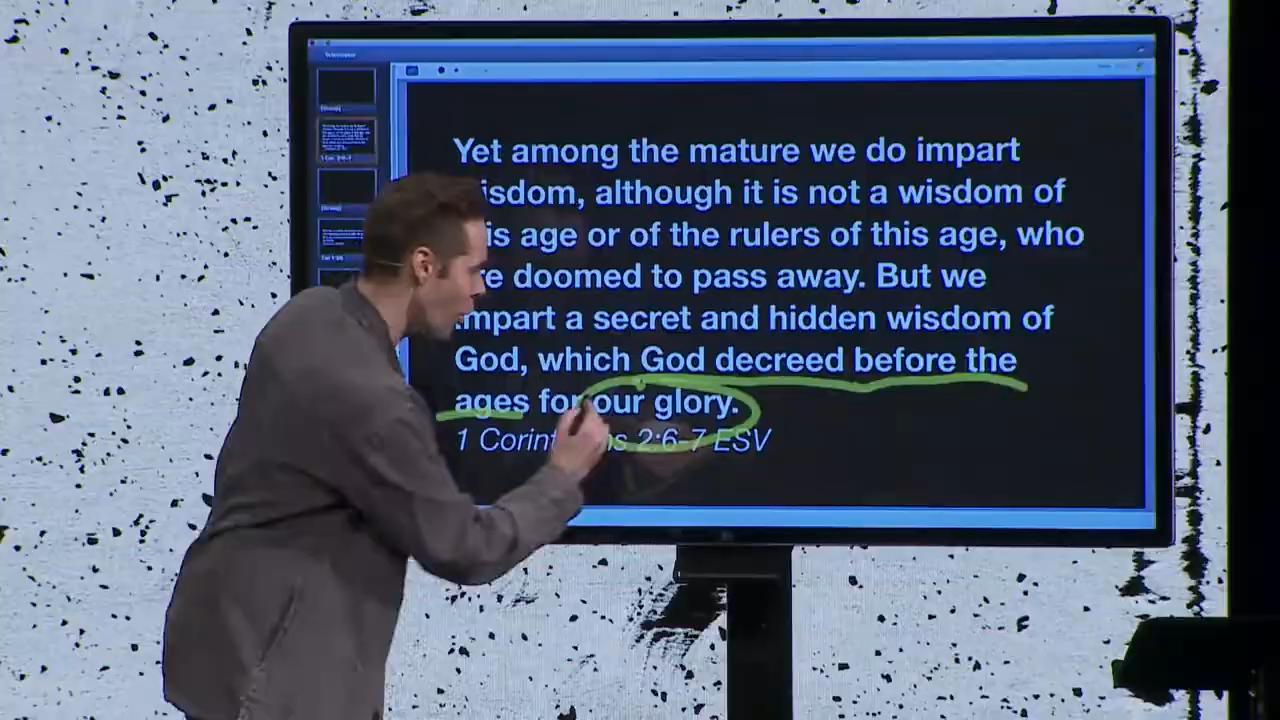 Yet among the mature we do impart
isdom, although it is not a wisdom of
is age or of the rulers of this age, who
e doomed to pass away. But we
mpart a secret and hidden wisdom of
God, which God decreed before the
ages for our glory.
1 Corint s 2:6-7 ESV